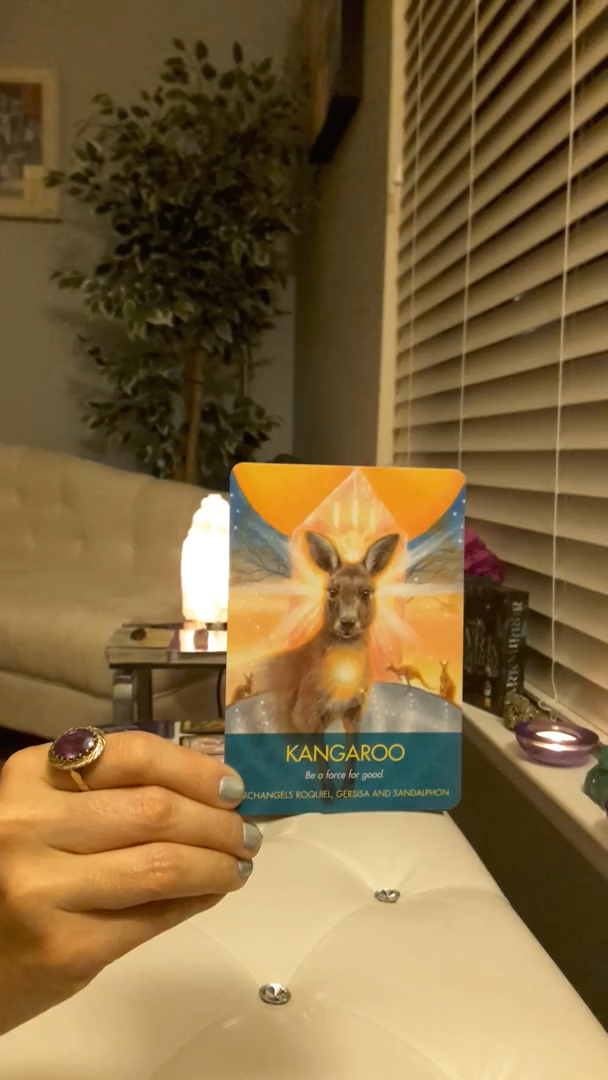 KANGAROO
Be a force for good.
RCHANGELS ROQUIEL, GERSISA AND SANDALPHON